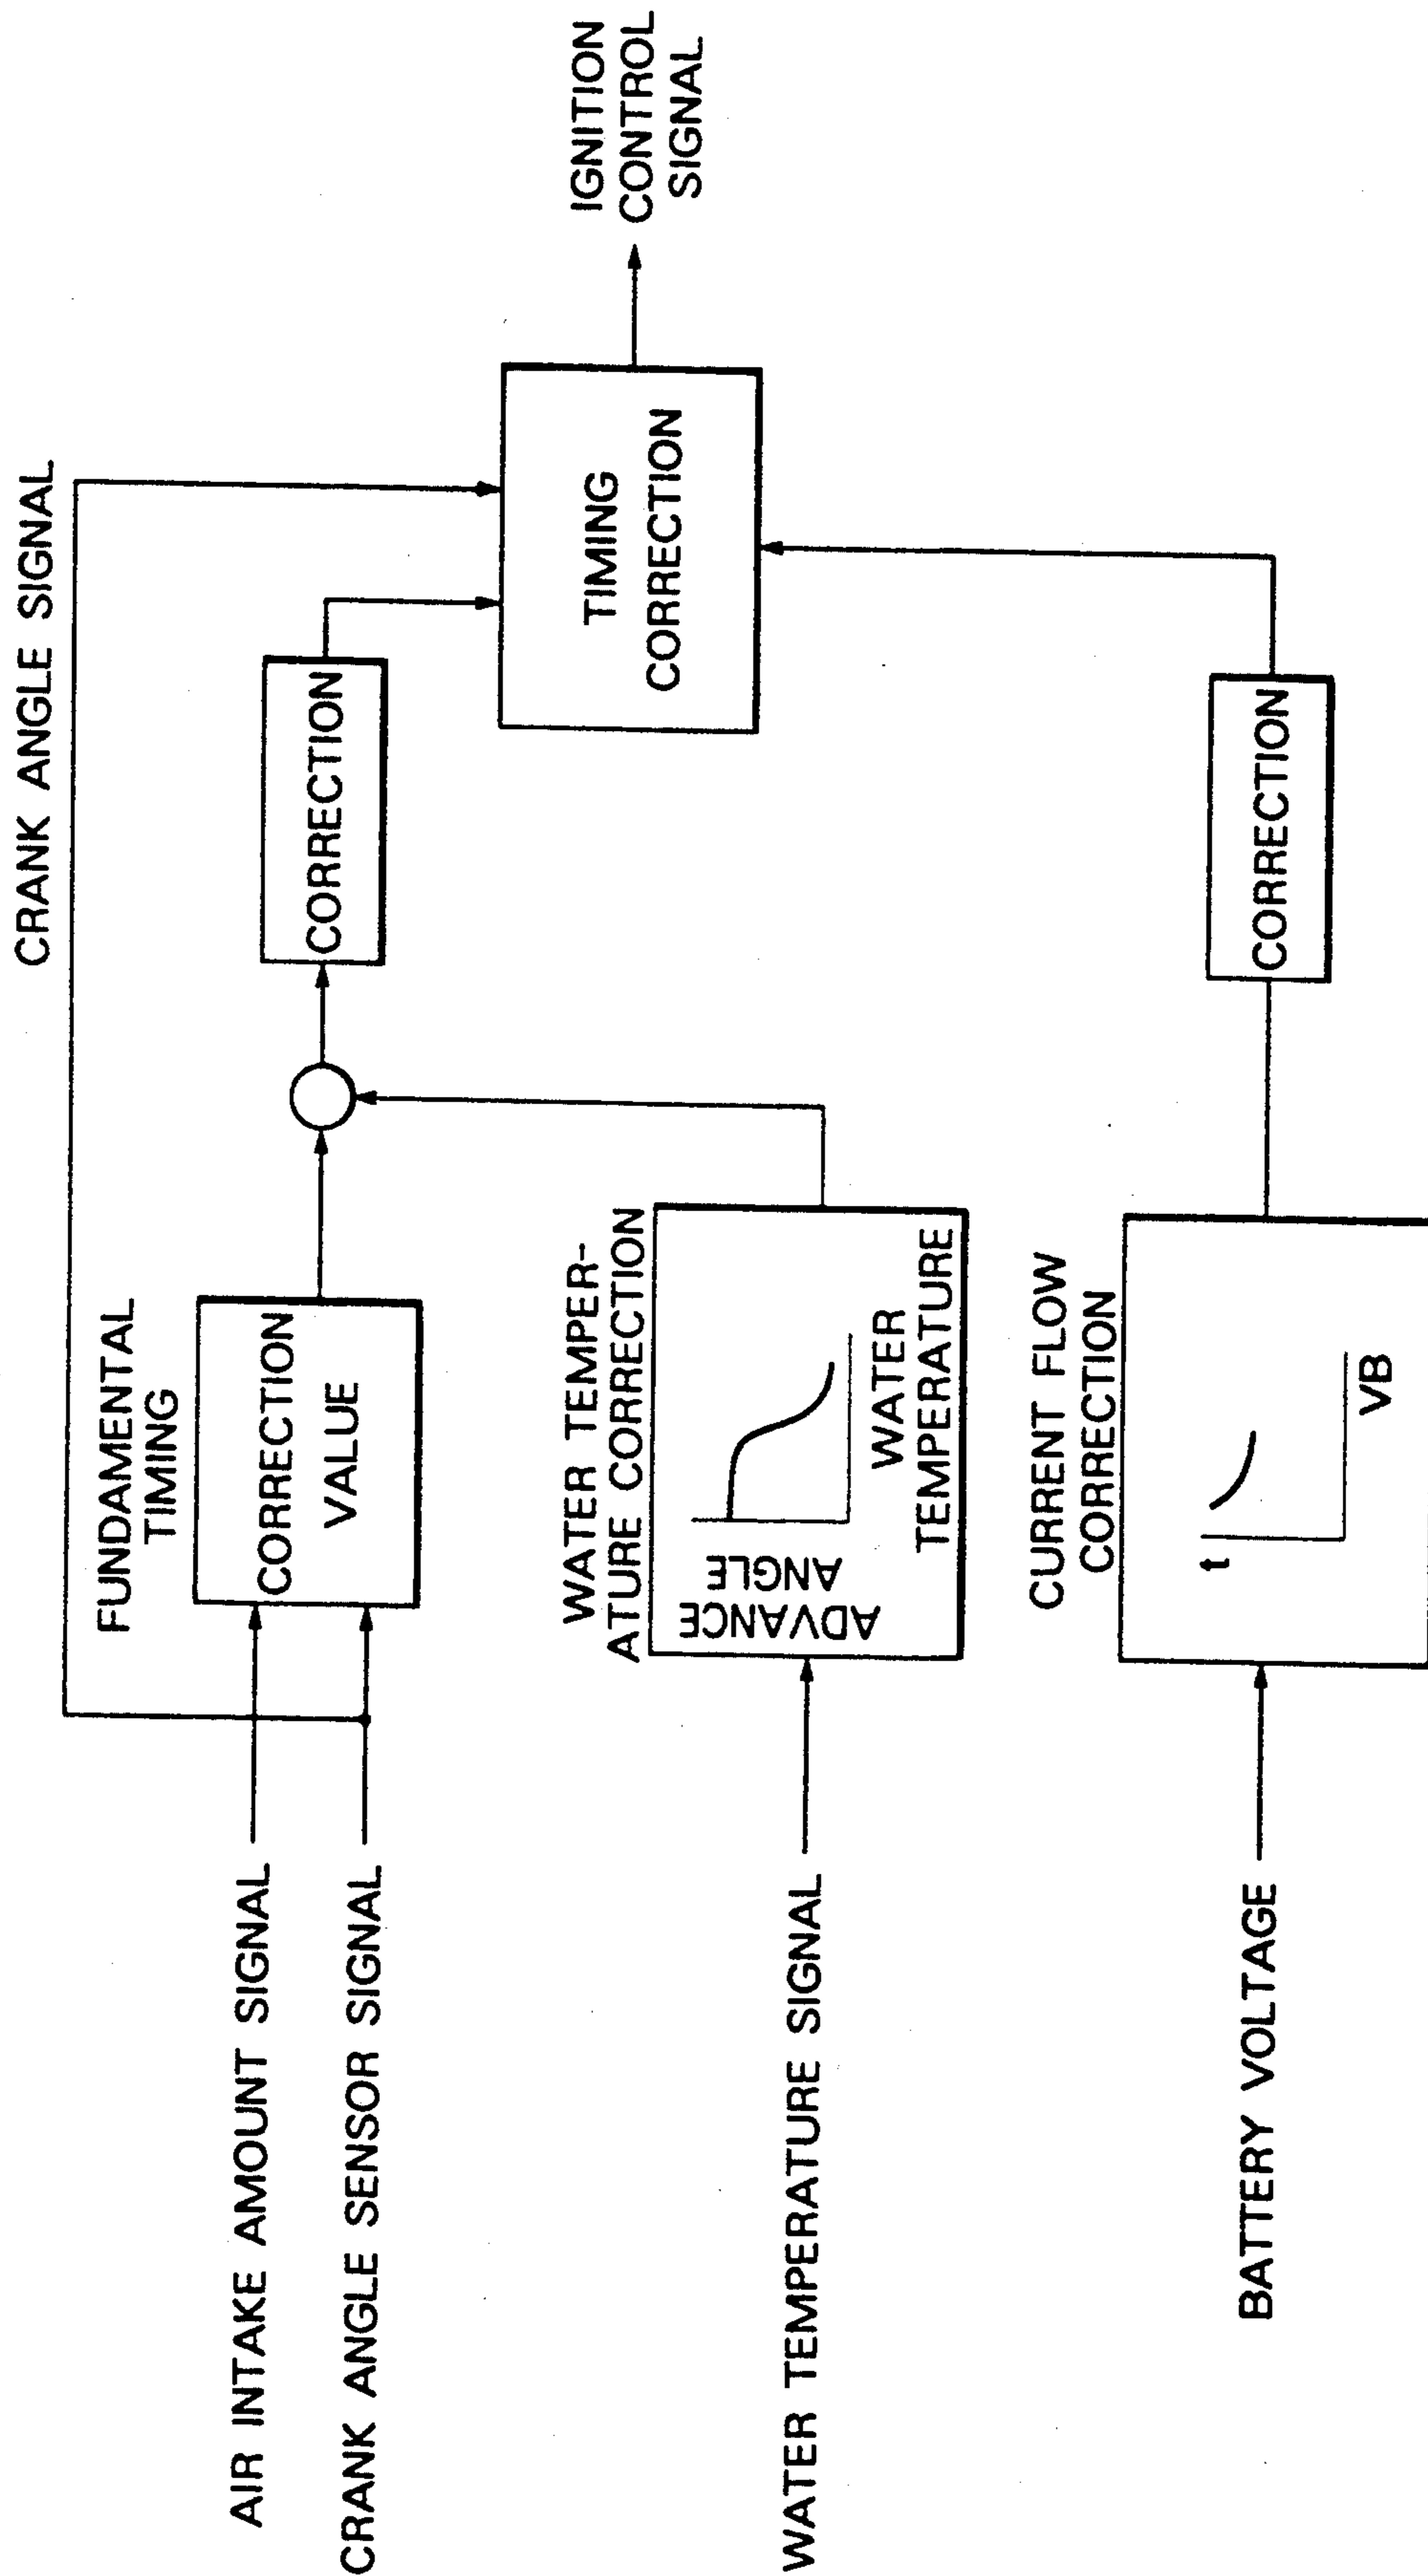 CRANK ANGLE SIGNAL
FUNDAMENTAL
TIMING
AIR INTAKE AMOUNT SIGNAL
CRANK ANGLE SENSOR SIGNAL
CORRECTION
VALUE
CORRECTION
TIMING
CORRECTION
IGNITION
CONTROL
SIGNAL
WATER TEMPER-
ATURE CORRECTION
WATER TEMPERATURE SIGNAL
ADVANCE
ANGLE
WATER
TEMPERATURE
CURRENT FLOW
CORRECTION
BATTERY VOLTAGE
t
VB
CORRECTION